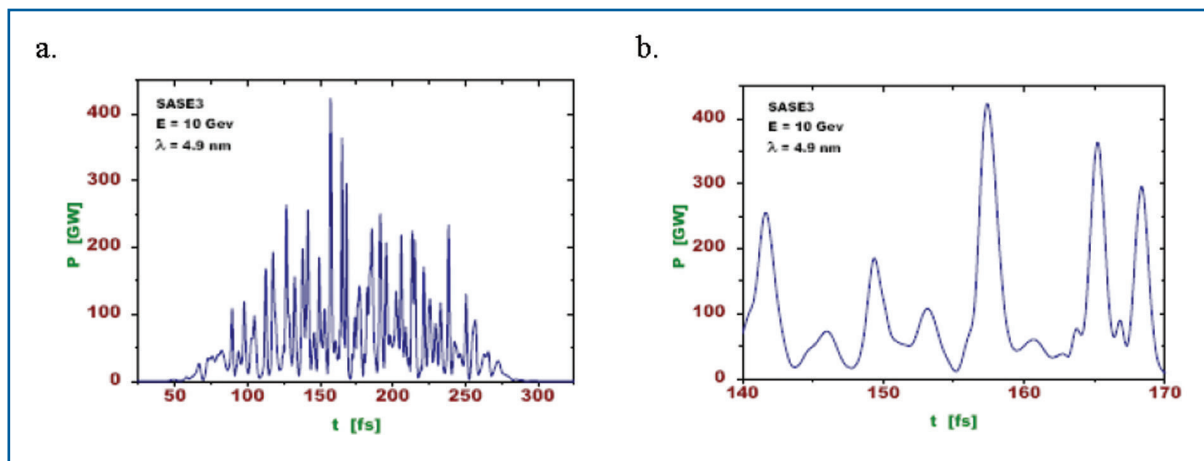 a.
b.
SASE3
E = 10 Gev
λ = 4.9 nm
400
300
200
100
0
P [GW]
50
100
150
200
250
300
t [fs]
SASE3
E = 10 Gev
λ = 4.9 nm
400
300
200
100
0
P [GW]
140
150
160
170
t [fs]